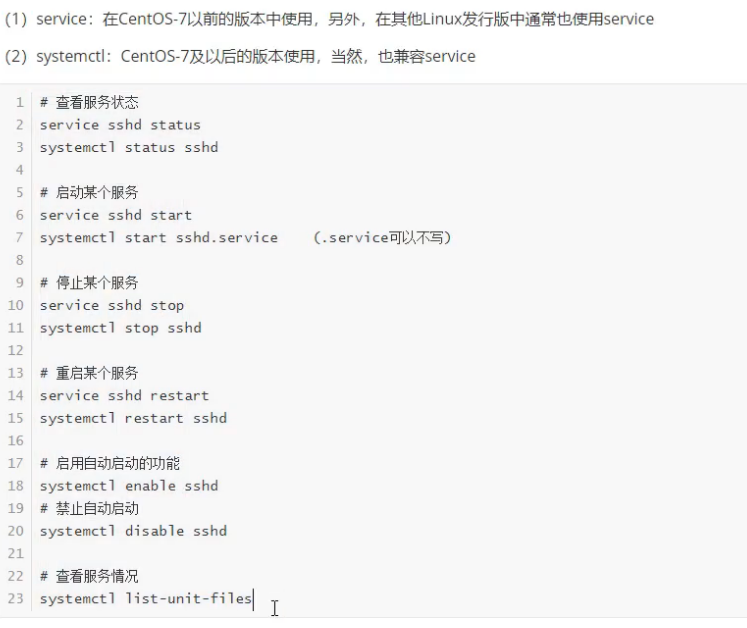 (1) service：在CentOS-7以前的版本中使用，另外，在其他Linux发行版中通常也使用service
(2) systemctl：CentOS-7及以后的版本使用，当然，也兼容service
1 # 查看服务状态
2 service sshd status
3 systemctl status sshd
4
5 # 启动某个服务
6 service sshd start
7 systemctl start sshd.service    (.service可以不写)
8
9 # 停止某个服务
10 service sshd stop
11 systemctl stop sshd
12
13 # 重启某个服务
14 service sshd restart
15 systemctl restart sshd
16
17 # 启用自动启动的功能
18 systemctl enable sshd
19 # 禁止自动启动
20 systemctl disable sshd
21
22 # 查看服务情况
23 systemctl list-unit-files